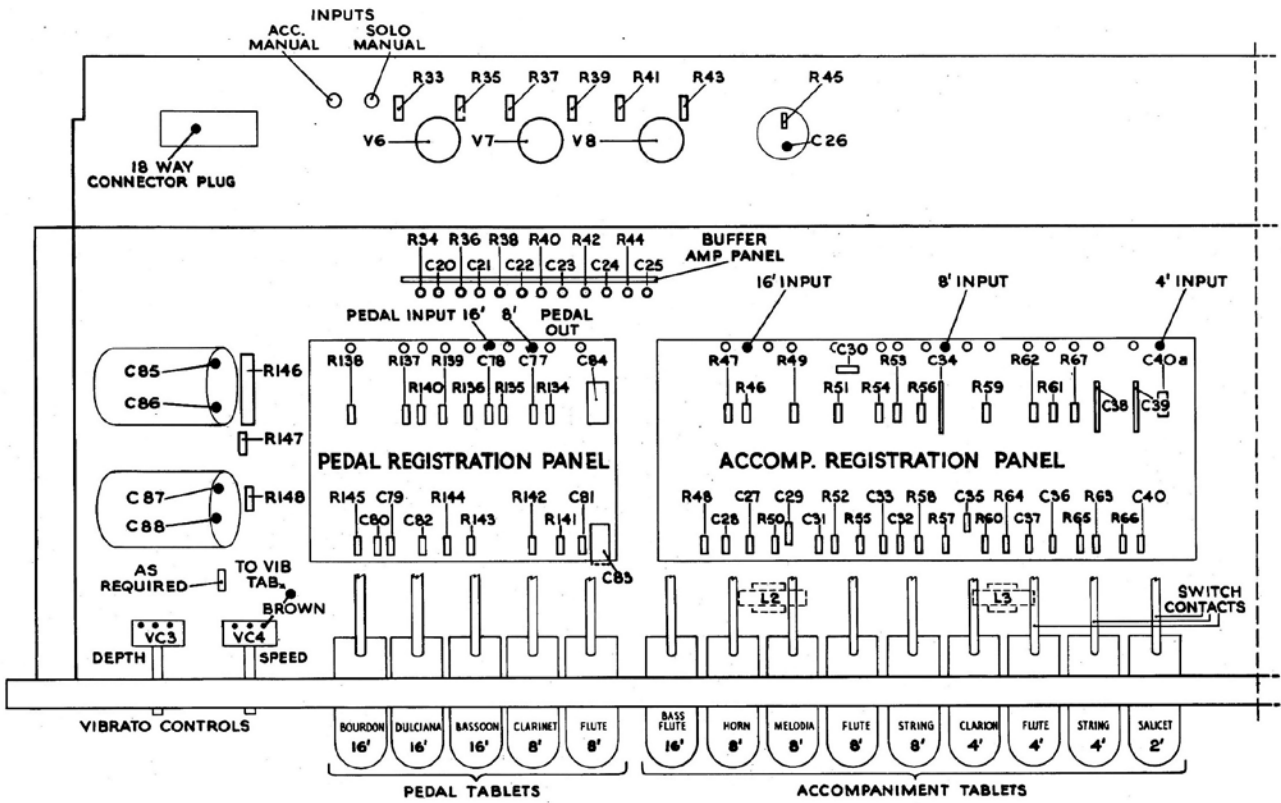 INPUTS
ACC. MANUAL
SOLO MANUAL
R33 R35 R37 R39 R41 R43 R45
V6 V7 V8 C26
18 WAY
CONNECTOR PLUG
R34 R36 R38 R40 R42 R44
C20 C21 C22 C23 C24 C25
BUFFER
AMP PANEL
16' INPUT 8' INPUT 4' INPUT
PEDAL INPUT 16' 8' PEDAL OUT
C85
C86
R146
R147
C87
C88
R148
R138 R137 R139 C78 C77 C84
R140 R136 R135 R134
PEDAL REGISTRATION PANEL
R145 C79 R144 R142 C81
C80 C82 R143 R141
C83
R47 R49 C30 R53 C34 R62 R67 C40a
R46 R51 R54 R56 R59 R61 C38 C39
ACCOMP. REGISTRATION PANEL
R48 C27 C29 R52 C33 R58 C35 R64 C36 R63 C40
C28 R50 C31 R55 C32 R57 R60 C37 R65 R66
AS
REQUIRED
TO VIB
TAB.
BROWN
L2 L3
SWITCH
CONTACTS
VC3 VC4
DEPTH SPEED
VIBRATO CONTROLS
BOURDON 16'
DULCIANA 16'
BASSOON 16'
CLARINET 8'
FLUTE 8'
BASS FLUTE 16'
HORN 8'
MELODIA 8'
FLUTE 8'
STRING 8'
CLARION 4'
FLUTE 4'
STRING 4'
SALICET 2'
PEDAL TABLETS
ACCOMPANIMENT TABLETS